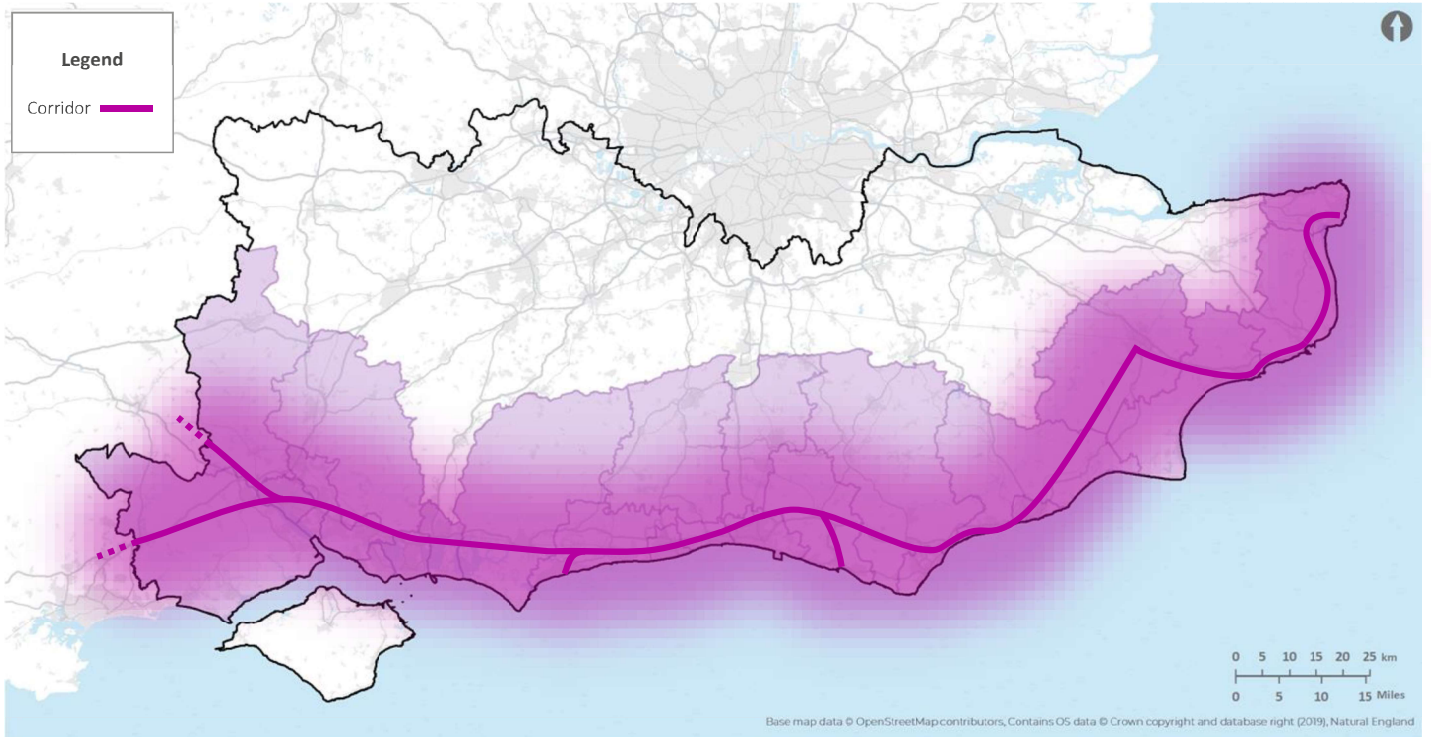 Legend
Corridor
0 5 10 15 20 25 km
0 5 10 15 Miles
Base map data © OpenStreetMap contributors, Contains OS data © Crown copyright and database right (2019), Natural England